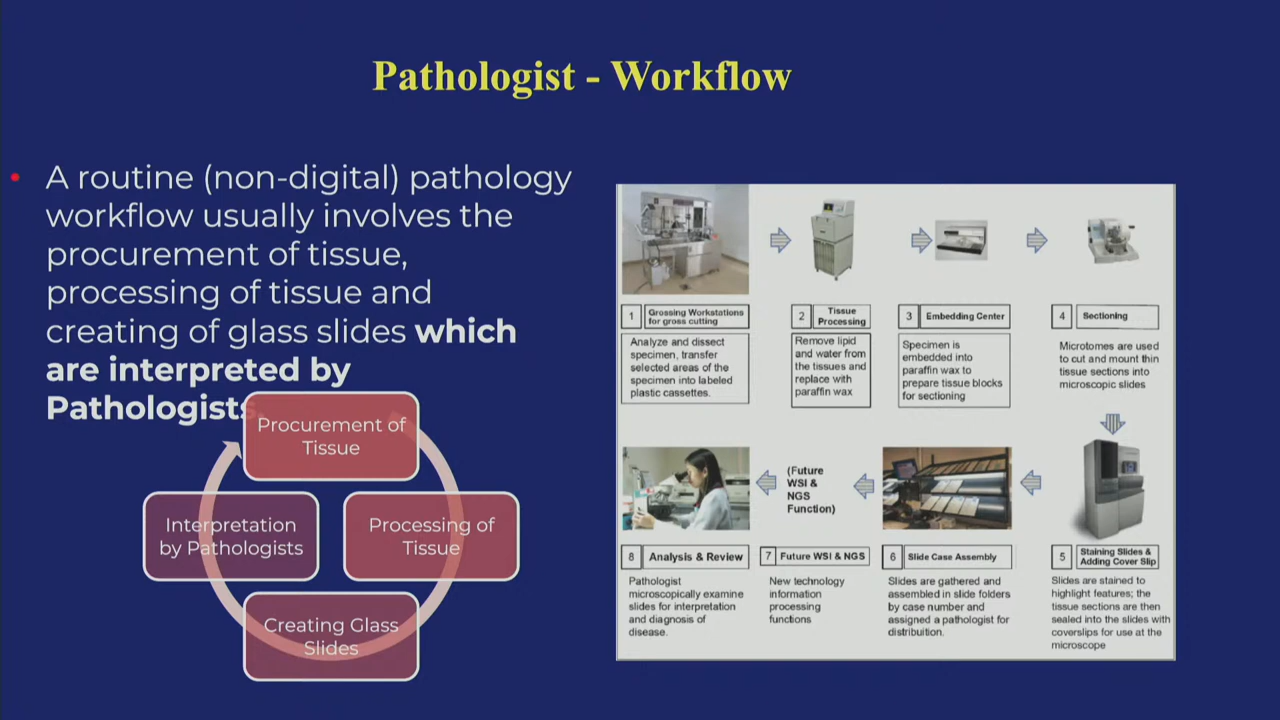 Pathologist - Workflow
• A routine (non-digital) pathology
workflow usually involves the
procurement of tissue,
processing of tissue and
creating of glass slides which
are interpreted by
Pathologists.
Procurement of
Tissue
Processing of
Tissue
Creating Glass
Slides
Interpretation
by Pathologists
1 Grossing Workstations
for gross cutting
Analyze and dissect
specimen, transfer
selected areas of the
specimen into labeled
plastic cassettes.
2 Tissue
Processing
Remove lipid
and water from
the tissues and
replace with
paraffin wax
3 Embedding Center
Specimen is
embedded into
paraffin wax to
prepare tissue blocks
for sectioning
4 Sectioning
Microtomes are used
to cut and mount thin
tissue sections into
microscopic slides
(Future
WSI &
NGS
Function)
8 Analysis & Review
Pathologist
microscopically examine
slides for interpretation
and diagnosis of
disease.
7 Future WSI & NGS
New technology
information
processing
functions
6 Slide Case Assembly
Slides are gathered and
assembled in slide folders
by case number and
assigned a pathologist for
distribuition.
5 Staining Slides &
Adding Cover Slip
Slides are stained to
highlight features; the
tissue sections are then
sealed into the slides with
coverslips for use at the
microscope